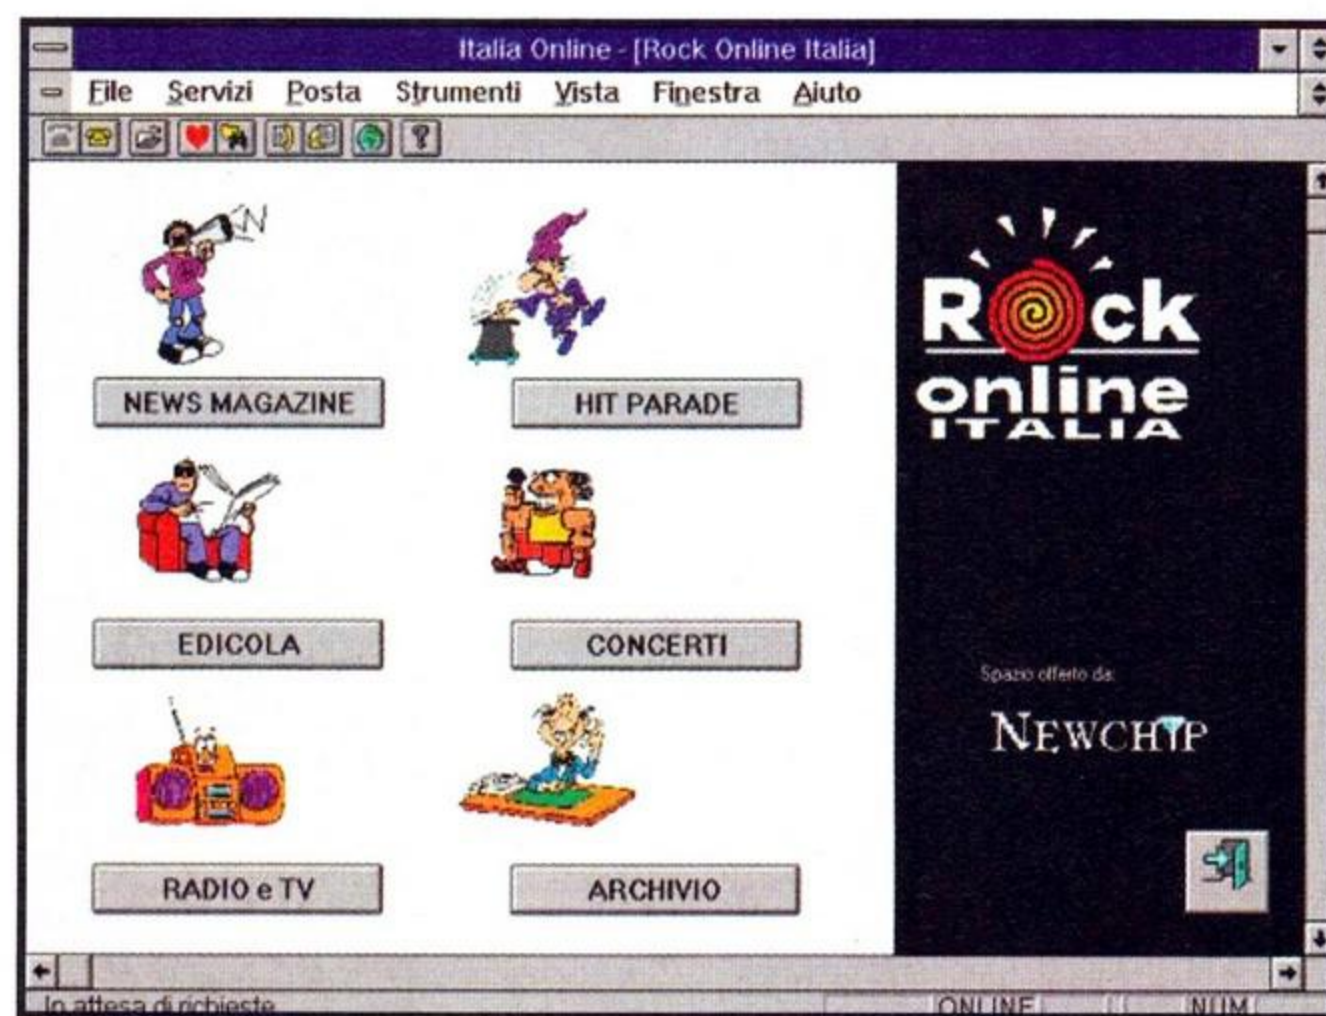 Italia Online - [Rock Online Italia]
File Servizi Posta Strumenti Vista Finestra Aiuto
NEWS MAGAZINE
HIT PARADE
EDICOLA
CONCERTI
RADIO e TV
ARCHIVIO
Rock
online
ITALIA
Spazio offerto da:
NEWCHIP
In attesa di richieste
ONLINE NUM